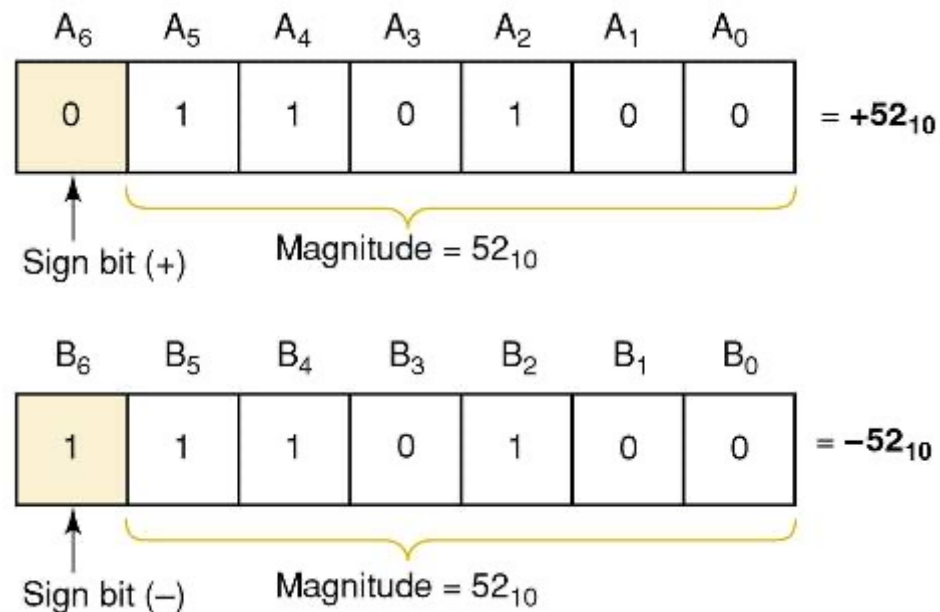 A₆ A₅ A₄ A₃ A₂ A₁ A₀
0 1 1 0 1 0 0 = +52₁₀
Sign bit (+) Magnitude = 52₁₀
B₆ B₅ B₄ B₃ B₂ B₁ B₀
1 1 1 0 1 0 0 = –52₁₀
Sign bit (–) Magnitude = 52₁₀